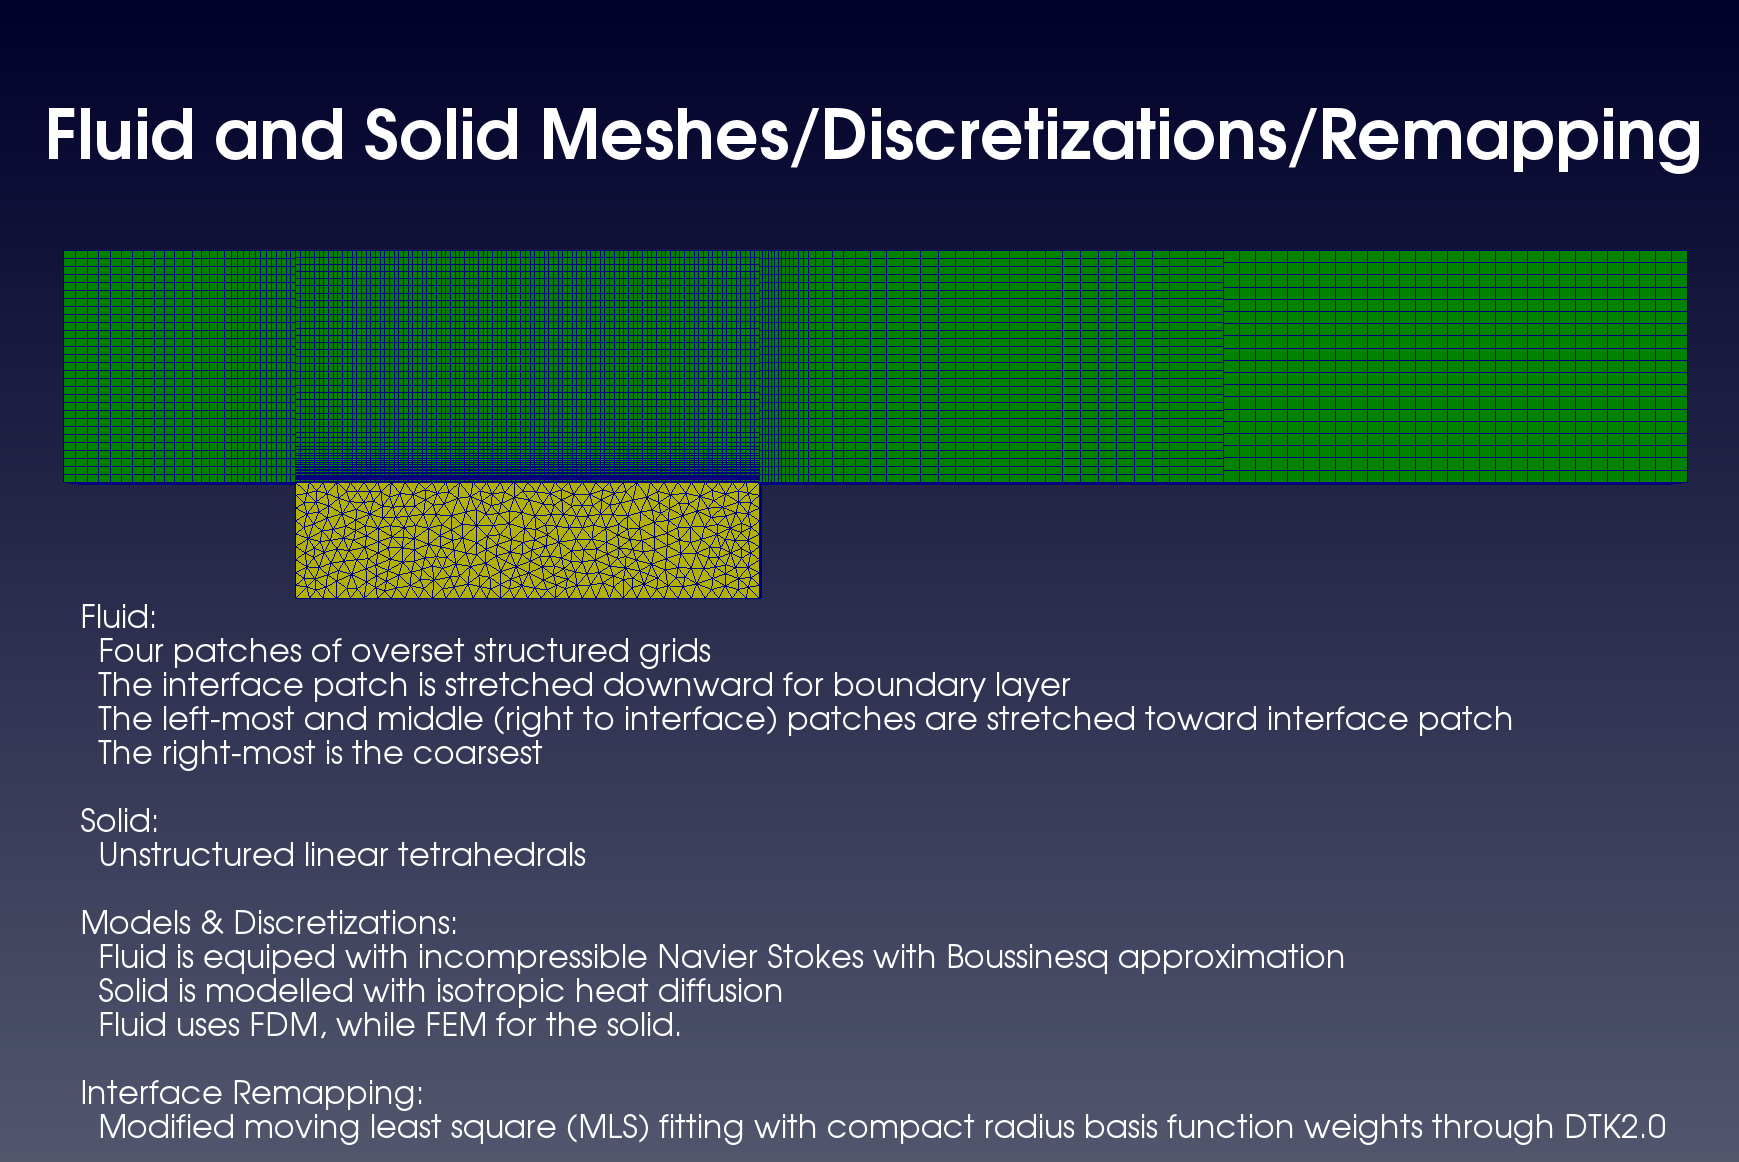 Fluid and Solid Meshes/Discretizations/Remapping
Fluid:
Four patches of overset structured grids
The interface patch is stretched downward for boundary layer
The left-most and middle (right to interface) patches are stretched toward interface patch
The right-most is the coarsest
Solid:
Unstructured linear tetrahedrals
Models & Discretizations:
Fluid is equiped with incompressible Navier Stokes with Boussinesq approximation
Solid is modelled with isotropic heat diffusion
Fluid uses FDM, while FEM for the solid.
Interface Remapping:
Modified moving least square (MLS) fitting with compact radius basis function weights through DTK2.0